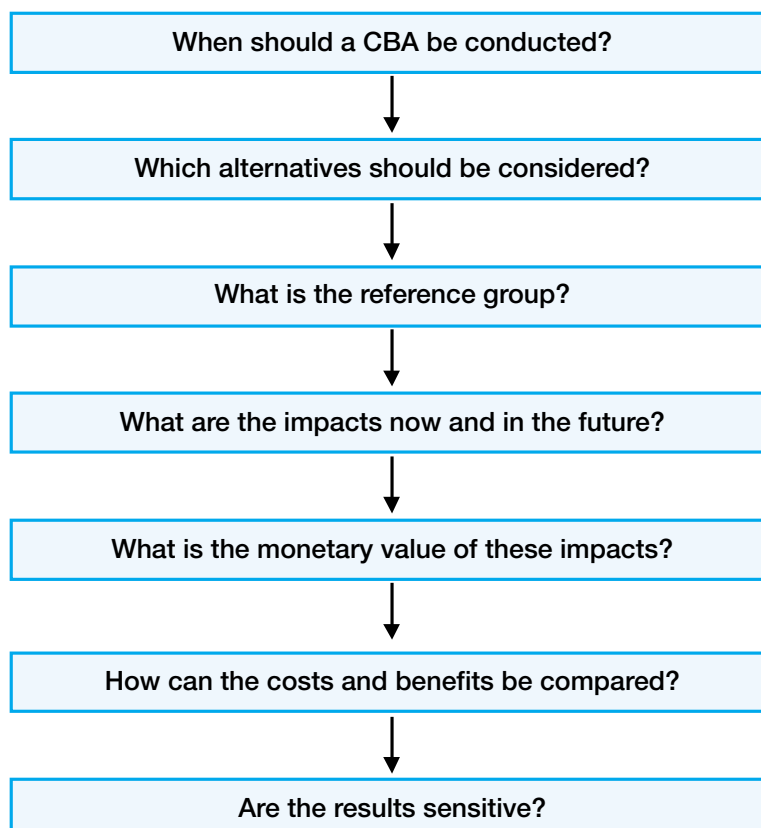 When should a CBA be conducted?
Which alternatives should be considered?
What is the reference group?
What are the impacts now and in the future?
What is the monetary value of these impacts?
How can the costs and benefits be compared?
Are the results sensitive?